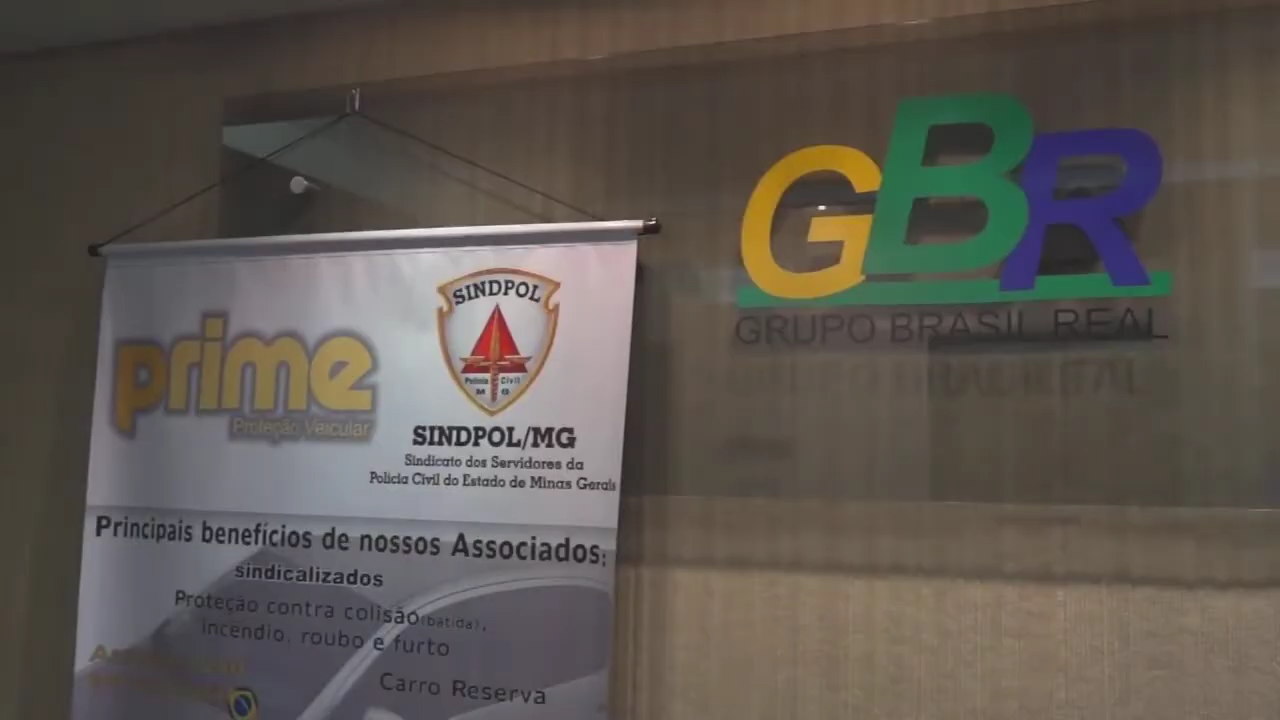 prime
Proteção Veicular
SINDPOL
Polícia Civil
M G
SINDPOL/MG
Sindicato dos Servidores da
Polícia Civil do Estado de Minas Gerais
Principais benefícios de nossos Associados;
sindicalizados
Proteção contra colisão(batida),
incendio, roubo e furto
Carro Reserva
GBR
GRUPO BRASIL REAL